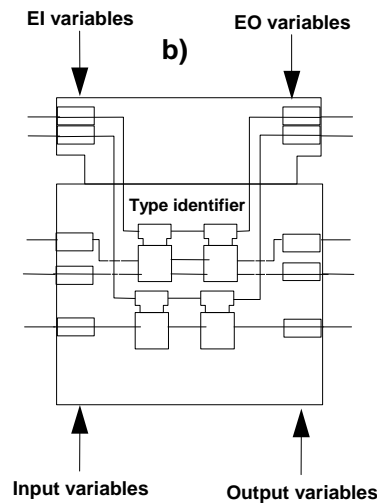 EI variables
EO variables
b)
Type identifier
Input variables
Output variables